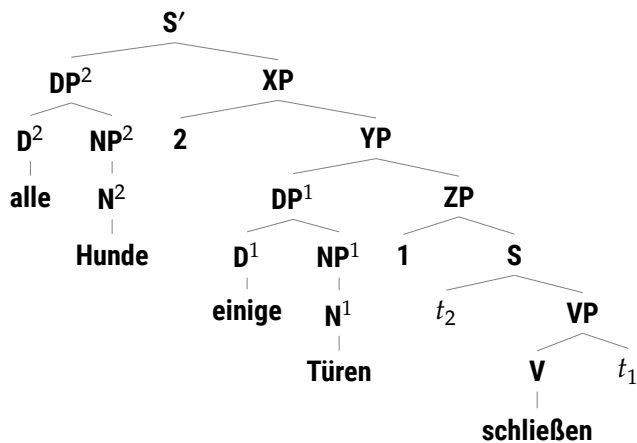 S′
DP² XP
D² NP² 2 YP
alle N² DP¹ ZP
Hunde D¹ NP¹ 1 S
einige N¹ t₂ VP
Türen V t₁
schließen